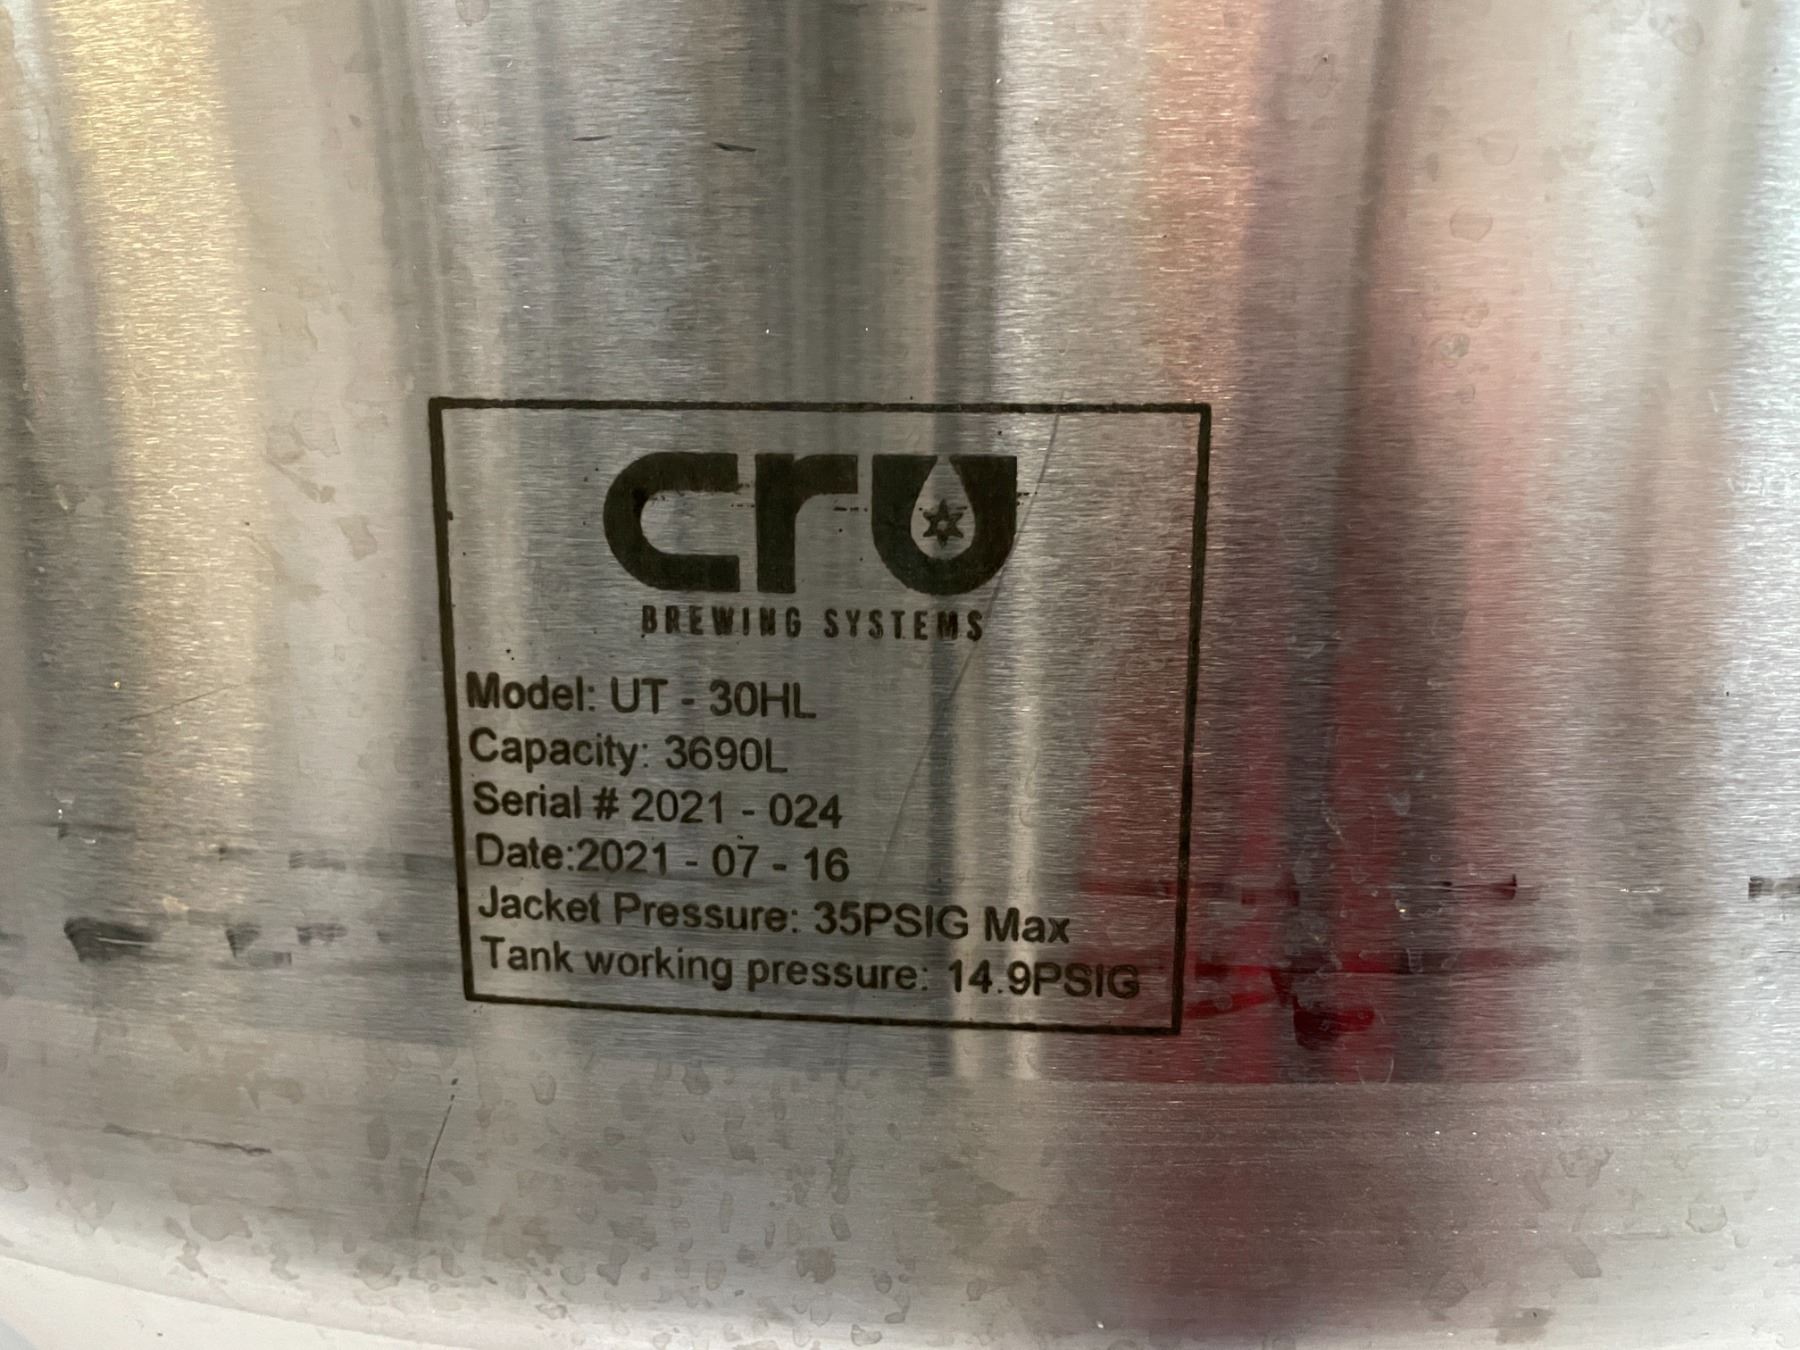 cru
BREWING SYSTEMS
Model: UT - 30HL
Capacity: 3690L
Serial # 2021 - 024
Date:2021 - 07 - 16
Jacket Pressure: 35PSIG Max
Tank working pressure: 14.9PSIG